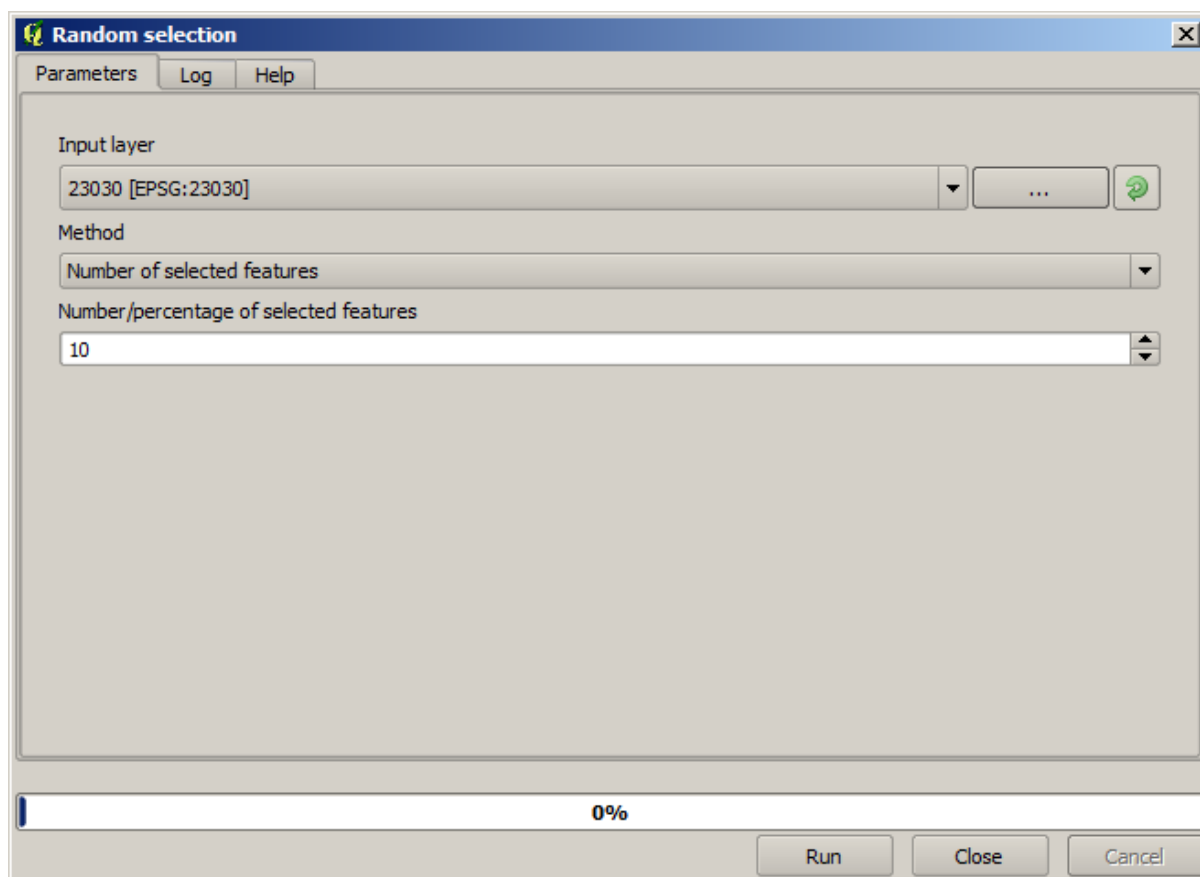 Random selection
Parameters Log Help
Input layer
23030 [EPSG:23030] ...
Method
Number of selected features
Number/percentage of selected features
10
0%
Run Close Cancel